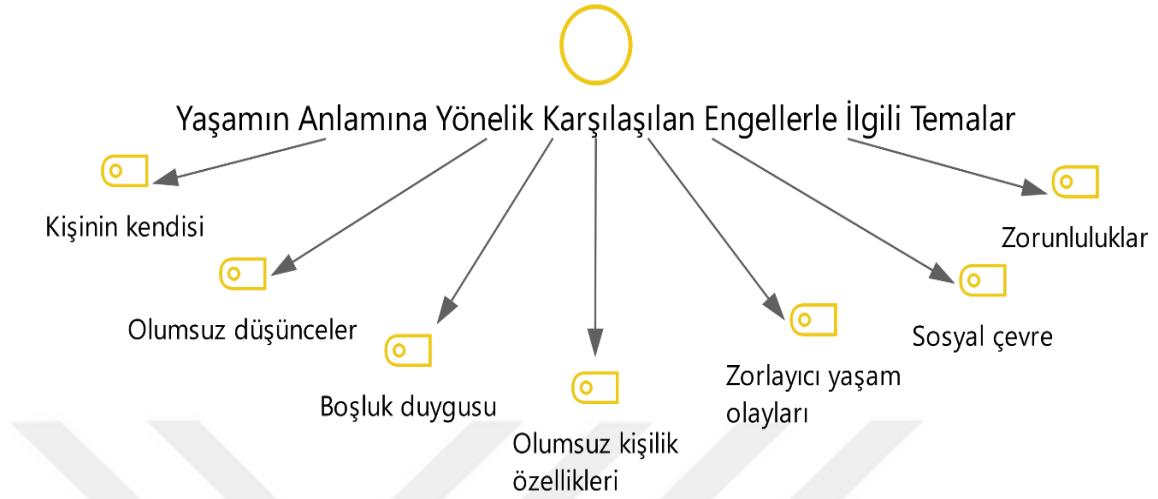 Yaşamın Anlamına Yönelik Karşılaşılan Engellerle İlgili Temalar
Kişinin kendisi
Olumsuz düşünceler
Boşluk duygusu
Olumsuz kişilik
özellikleri
Zorlayıcı yaşam
olayları
Sosyal çevre
Zorunluluklar